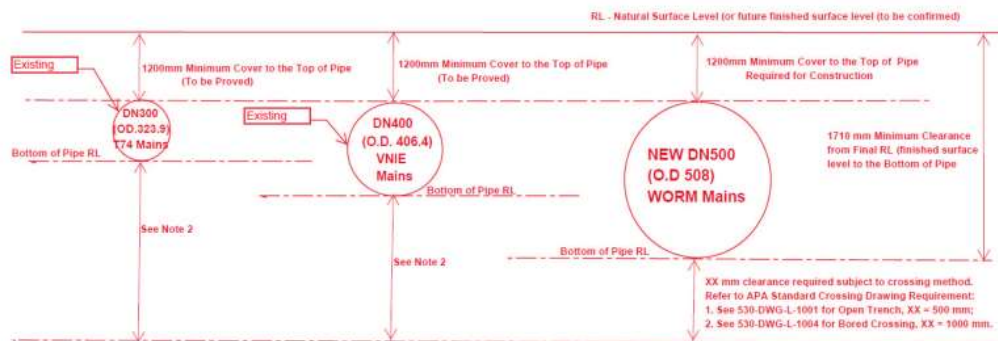 RL - Natural Surface Level (or future finished surface level (to be confirmed)
Existing
1200mm Minimum Cover to the Top of Pipe
(To be Proved)
1200mm Minimum Cover to the Top of Pipe
(To be Proved)
1200mm Minimum Cover to the Top of Pipe
Required for Construction
Existing
DN300
(OD.323.9)
T74 Mains
DN400
(O.D. 406.4)
VNIE
Mains
NEW DN500
(O.D 508)
WORM Mains
1710 mm Minimum Clearance
from Final RL (finished surface
level to the Bottom of Pipe
Bottom of Pipe RL
Bottom of Pipe RL
Bottom of Pipe RL
See Note 2
See Note 2
XX mm clearance required subject to crossing method.
Refer to APA Standard Crossing Drawing Requirement:
1. See 530-DWG-L-1001 for Open Trench, XX = 500 mm;
2. See 530-DWG-L-1004 for Bored Crossing, XX = 1000 mm.